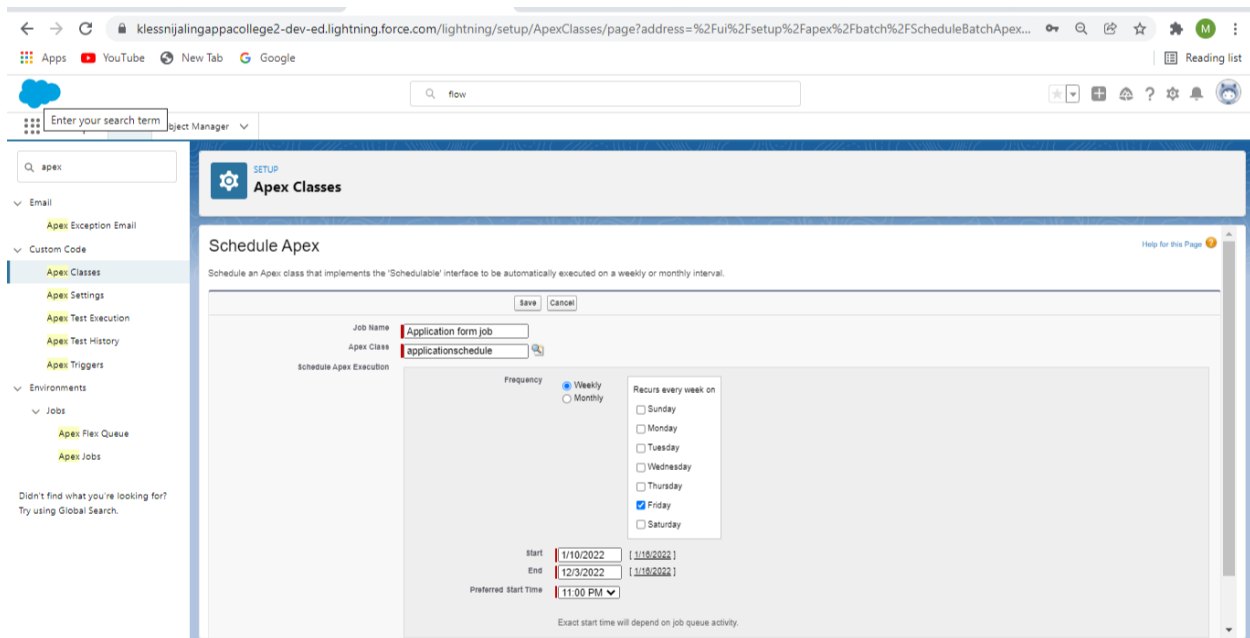 klessnijalingappacollege2-dev-ed.lightning.force.com/lightning/setup/ApexClasses/page?address=%2Fui%2Fsetup%2Fapex%2Fbatch%2FScheduleBatchApex...
M
Apps YouTube New Tab G Google Reading list
flow
Enter your search term
bject Manager
apex
Email
Apex Exception Email
Custom Code
Apex Classes
Apex Settings
Apex Test Execution
Apex Test History
Apex Triggers
Environments
Jobs
Apex Flex Queue
Apex Jobs
Didn't find what you're looking for?
Try using Global Search.
SETUP
Apex Classes
Schedule Apex
Help for this Page ?
Schedule an Apex class that implements the 'Schedulable' interface to be automatically executed on a weekly or monthly interval.
Save Cancel
Job Name Application form job
Apex Class applicationschedule
Schedule Apex Execution
Frequency
Weekly
Monthly
Recurs every week on
Sunday
Monday
Tuesday
Wednesday
Thursday
Friday
Saturday
Start 1/10/2022 [ 1/16/2022 ]
End 12/3/2022 [ 1/16/2022 ]
Preferred Start Time 11:00 PM
Exact start time will depend on job queue activity.